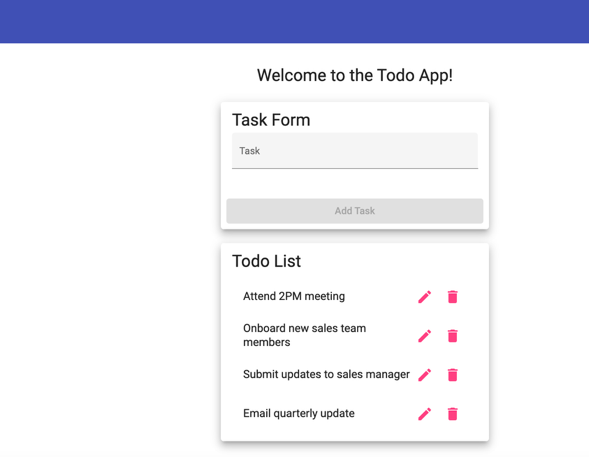 Welcome to the Todo App!
Task Form
Task
Add Task
Todo List
Attend 2PM meeting
Onboard new sales team
members
Submit updates to sales manager
Email quarterly update